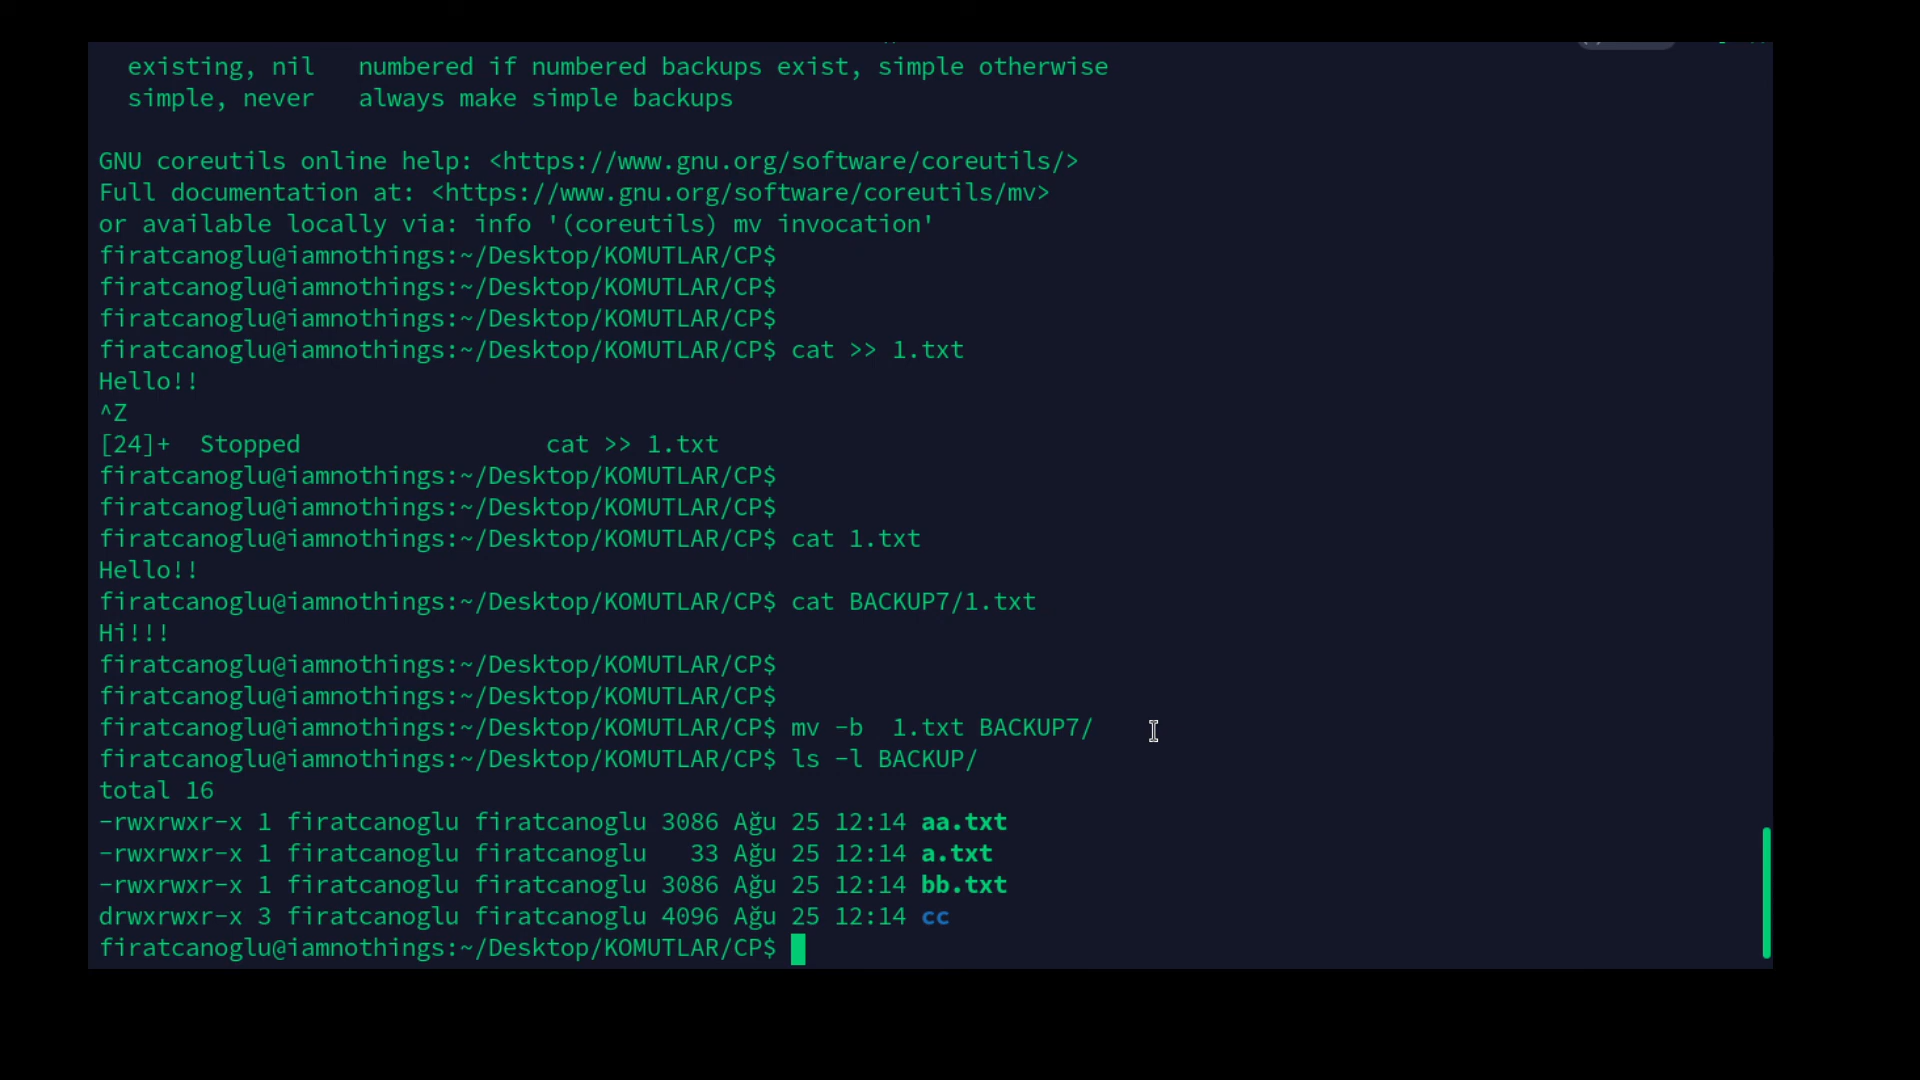 existing, nil   numbered if numbered backups exist, simple otherwise
simple, never   always make simple backups
GNU coreutils online help: <https://www.gnu.org/software/coreutils/>
Full documentation at: <https://www.gnu.org/software/coreutils/mv>
or available locally via: info '(coreutils) mv invocation'
firatcanoglu@iamnothings:~/Desktop/KOMUTLAR/CP$
firatcanoglu@iamnothings:~/Desktop/KOMUTLAR/CP$
firatcanoglu@iamnothings:~/Desktop/KOMUTLAR/CP$
firatcanoglu@iamnothings:~/Desktop/KOMUTLAR/CP$ cat >> 1.txt
Hello!!
^Z
[24]+  Stopped                 cat >> 1.txt
firatcanoglu@iamnothings:~/Desktop/KOMUTLAR/CP$
firatcanoglu@iamnothings:~/Desktop/KOMUTLAR/CP$
firatcanoglu@iamnothings:~/Desktop/KOMUTLAR/CP$ cat 1.txt
Hello!!
firatcanoglu@iamnothings:~/Desktop/KOMUTLAR/CP$ cat BACKUP7/1.txt
Hi!!!
firatcanoglu@iamnothings:~/Desktop/KOMUTLAR/CP$
firatcanoglu@iamnothings:~/Desktop/KOMUTLAR/CP$
firatcanoglu@iamnothings:~/Desktop/KOMUTLAR/CP$ mv -b  1.txt BACKUP7/
firatcanoglu@iamnothings:~/Desktop/KOMUTLAR/CP$ ls -l BACKUP/
total 16
-rwxrwxr-x 1 firatcanoglu firatcanoglu 3086 Ağu 25 12:14 aa.txt
-rwxrwxr-x 1 firatcanoglu firatcanoglu   33 Ağu 25 12:14 a.txt
-rwxrwxr-x 1 firatcanoglu firatcanoglu 3086 Ağu 25 12:14 bb.txt
drwxrwxr-x 3 firatcanoglu firatcanoglu 4096 Ağu 25 12:14 cc
firatcanoglu@iamnothings:~/Desktop/KOMUTLAR/CP$